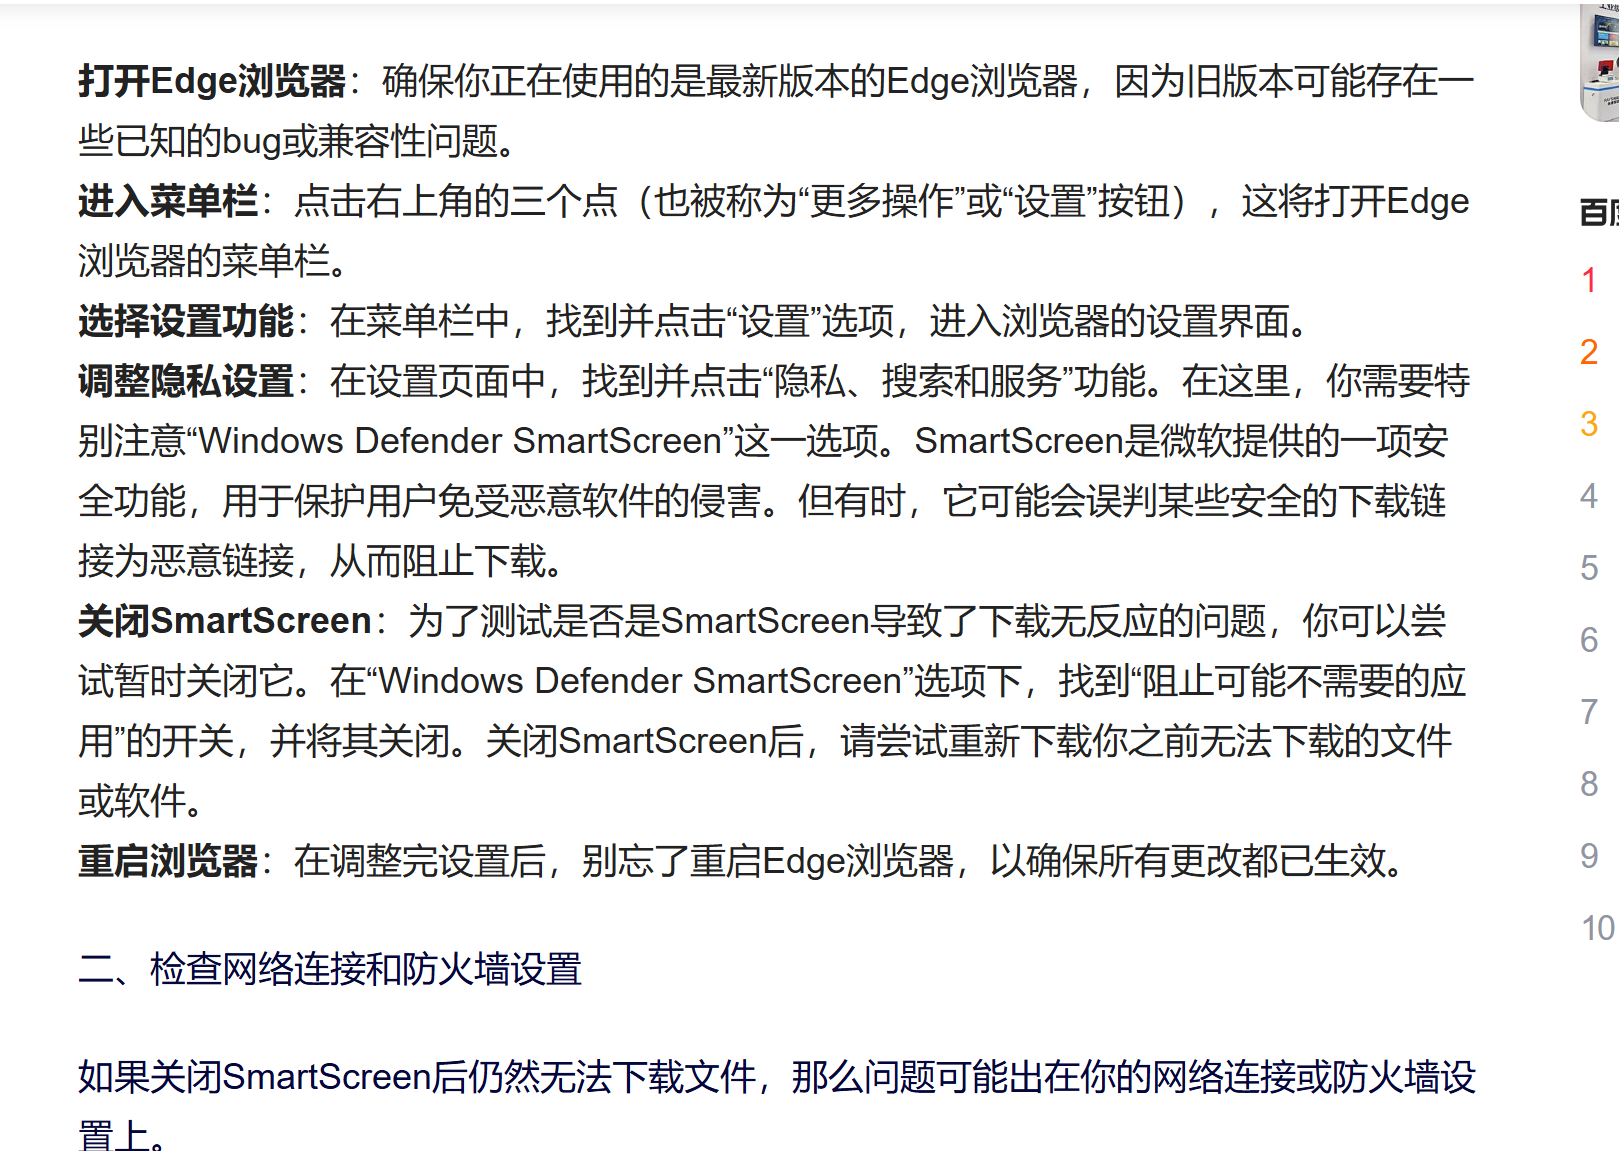 打开Edge浏览器：确保你正在使用的是最新版本的Edge浏览器，因为旧版本可能存在一
些已知的bug或兼容性问题。
进入菜单栏：点击右上角的三个点（也被称为“更多操作”或“设置”按钮），这将打开Edge
浏览器的菜单栏。
选择设置功能：在菜单栏中，找到并点击“设置”选项，进入浏览器的设置界面。
调整隐私设置：在设置页面中，找到并点击“隐私、搜索和服务”功能。在这里，你需要特
别注意“Windows Defender SmartScreen”这一选项。SmartScreen是微软提供的一项安
全功能，用于保护用户免受恶意软件的侵害。但有时，它可能会误判某些安全的下载链
接为恶意链接，从而阻止下载。
关闭SmartScreen：为了测试是否是SmartScreen导致了下载无反应的问题，你可以尝
试暂时关闭它。在“Windows Defender SmartScreen”选项下，找到“阻止可能不需要的应
用”的开关，并将其关闭。关闭SmartScreen后，请尝试重新下载你之前无法下载的文件
或软件。
重启浏览器：在调整完设置后，别忘了重启Edge浏览器，以确保所有更改都已生效。
二、检查网络连接和防火墙设置
如果关闭SmartScreen后仍然无法下载文件，那么问题可能出在你的网络连接或防火墙设
置上。
百
1
2
3
4
5
6
7
8
9
10